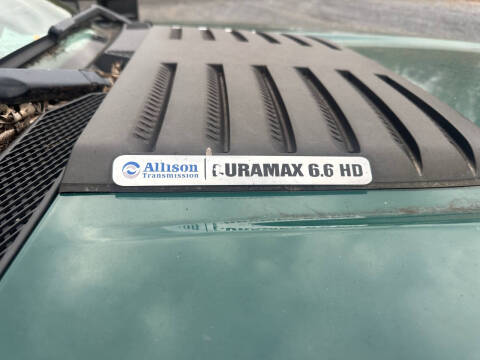 Allison DURAMAX 6.6 HD
Transmission